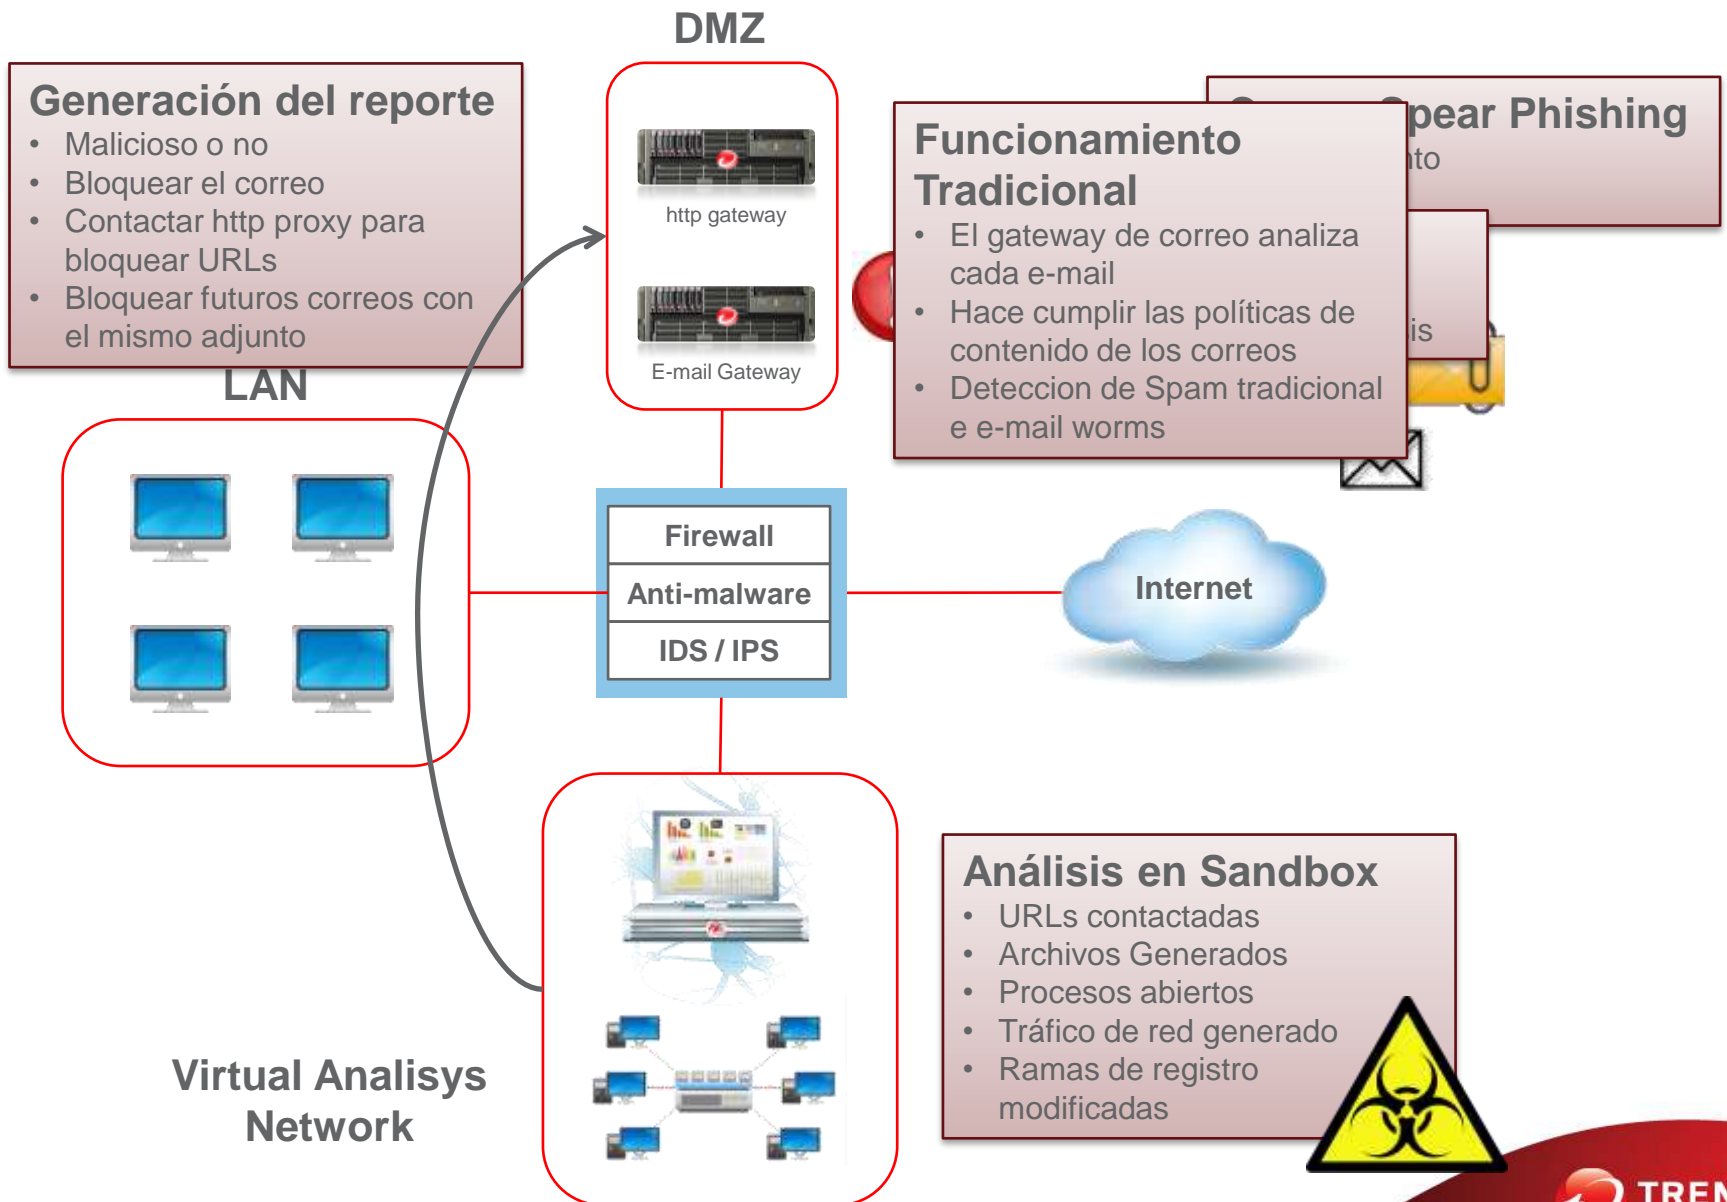 DMZ
Generación del reporte
• Malicioso o no
• Bloquear el correo
• Contactar http proxy para
bloquear URLs
• Bloquear futuros correos con
el mismo adjunto
http gateway
E-mail Gateway
Funcionamiento
Tradicional
• El gateway de correo analiza
cada e-mail
• Hace cumplir las políticas de
contenido de los correos
• Deteccion de Spam tradicional
e e-mail worms
Phishing
LAN
Firewall
Anti-malware
IDS / IPS
Internet
Virtual Analisys
Network
Análisis en Sandbox
• URLs contactadas
• Archivos Generados
• Procesos abiertos
• Tráfico de red generado
• Ramas de registro
modificadas